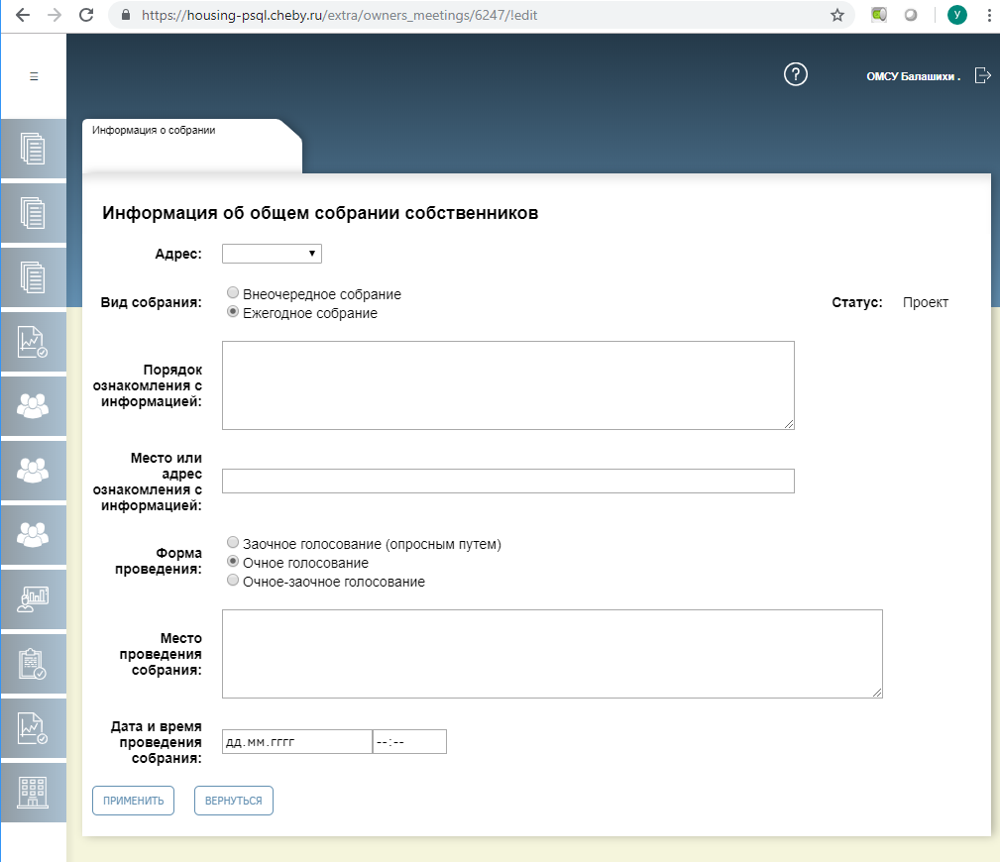 https://housing-psql.cheby.ru/extra/owners_meetings/6247/!edit
У
ОМСУ Балашихи .
Информация о собрании
Информация об общем собрании собственников
Адрес:
Вид собрания:
Внеочередное собрание
Ежегодное собрание
Статус: Проект
Порядок
ознакомления с
информацией:
Место или
адрес
ознакомления с
информацией:
Форма
проведения:
Заочное голосование (опросным путем)
Очное голосование
Очное-заочное голосование
Место
проведения
собрания:
Дата и время
проведения
собрания:
дд.мм.гггг --:--
ПРИМЕНИТЬ ВЕРНУТЬСЯ